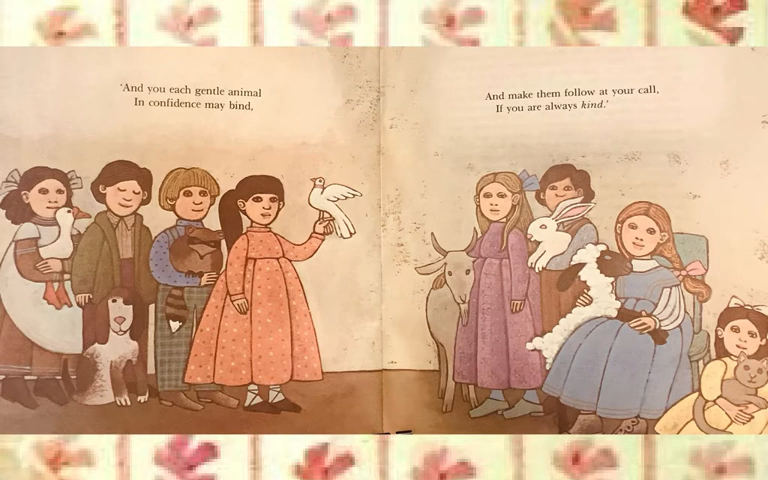 'And you each gentle animal
In confidence may bind,
And make them follow at your call,
If you are always kind.'